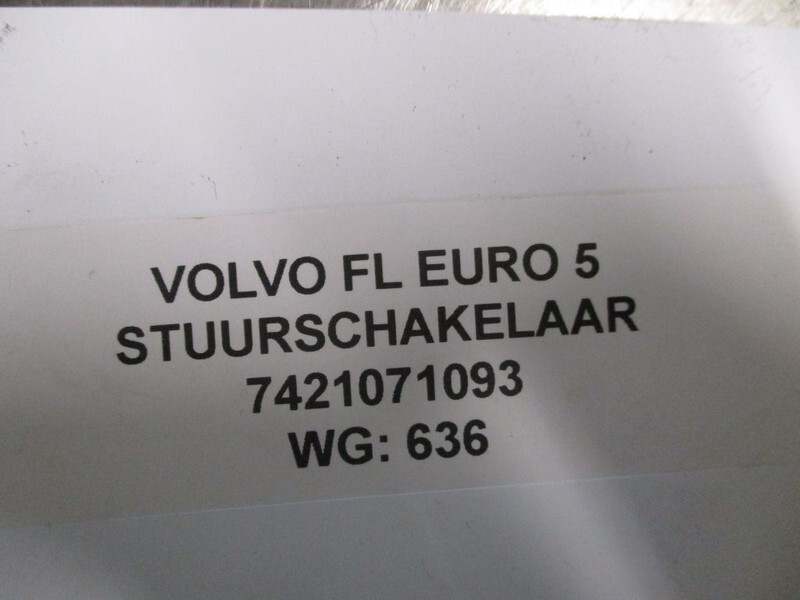 VOLVO FL EURO 5
STUURSCHAKELAAR
7421071093
WG: 636